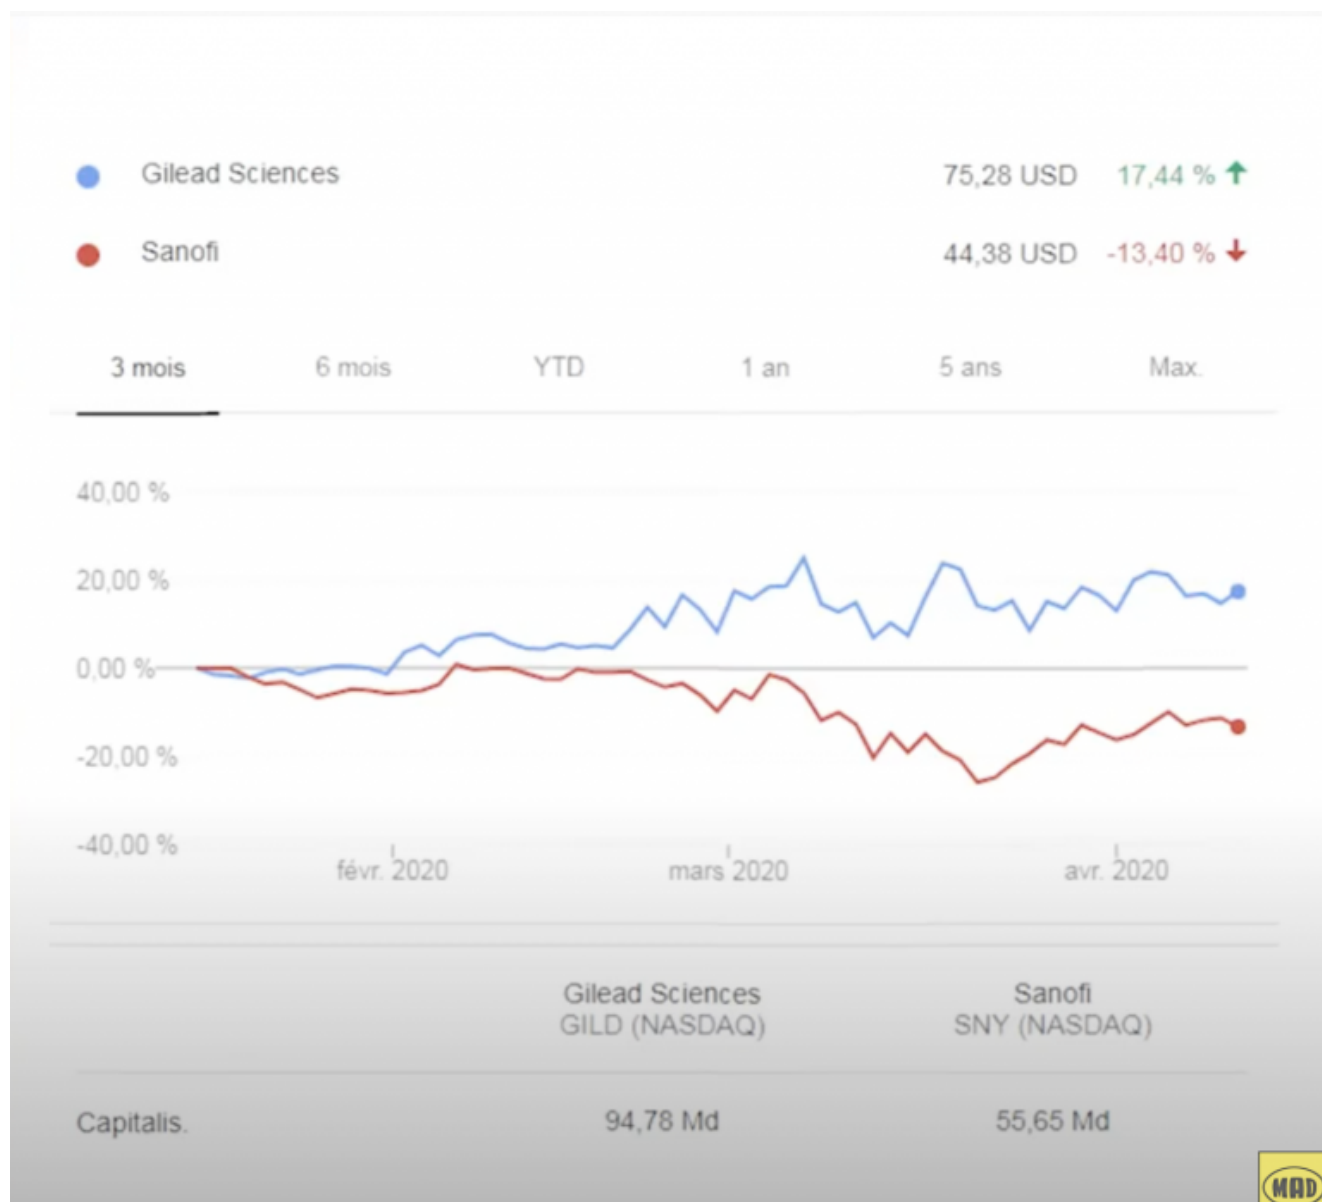 Gilead Sciences 75,28 USD 17,44 %
Sanofi 44,38 USD -13,40 %
3 mois 6 mois YTD 1 an 5 ans Max.
40,00 %
20,00 %
0,00 %
-20,00 %
-40,00 %
févr. 2020 mars 2020 avr. 2020
Gilead Sciences Sanofi
GILD (NASDAQ) SNY (NASDAQ)
Capitalis. 94,78 Md 55,65 Md
MAD